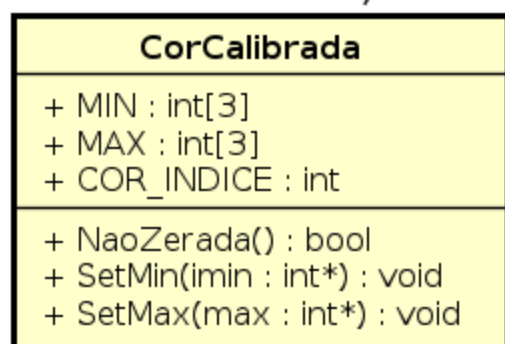 CorCalibrada
+ MIN : int[3]
+ MAX : int[3]
+ COR_INDICE : int
+ NaoZerada() : bool
+ SetMin(imin : int*) : void
+ SetMax(max : int*) : void